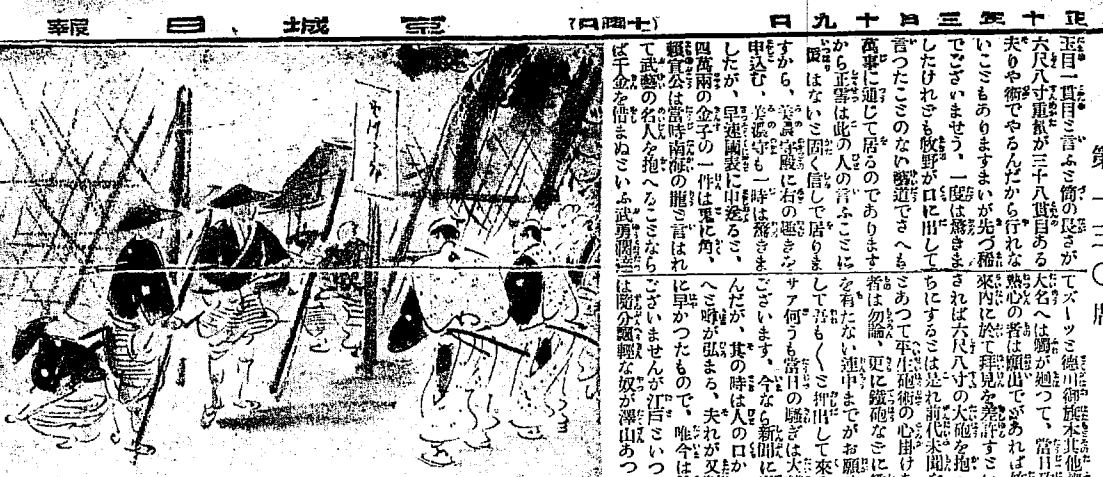 正十年三月十九日
(土曜日)
京城日報
玉目一貫目と言ふと筒の長さが
六尺八寸重量が三十八貫目ある
夫りや術でやるんだから行れな
いこともありますまいが先づ稀
でございませう、一度は驚きま
したけれども牧野が口に出して
言つたことのない道でさへも
萬事に通じて居るのであります
から正雪は此の人の言ふことに
僞はないと固く信じて居りま
すから、美濃守殿に右の趣きを
申込む、美濃守も一時は驚きま
したが、早速國表に申送ると、
四萬兩の金子の一件は兎に角、
頼宣公は當時南海の龍と言はれ
て武藝の名人を抱へることなら
ば千金を惜まぬといふ武勇
てズーツと德川御旗本其他
大名へは觸が廻つて、當日
熱心の者は願出でがあれば
來内に於て拜見を差許すと
されば六尺八寸の大砲を抱
ちにするとは是れ前代未聞
とあつて平生砲術の心掛け
者は勿論、更に鐵砲などに
を有たない連中までがお願
して吾も〳〵と押出して來
サア何うも當日の騷ぎは大
ございます、今なら新聞に
んだが、其の時は人の口か
へと噂が弘まる、夫れが又
に早かつたもので、唯今は
ございませんが江戸といつ
は隨分飄輕な奴が澤山あつ